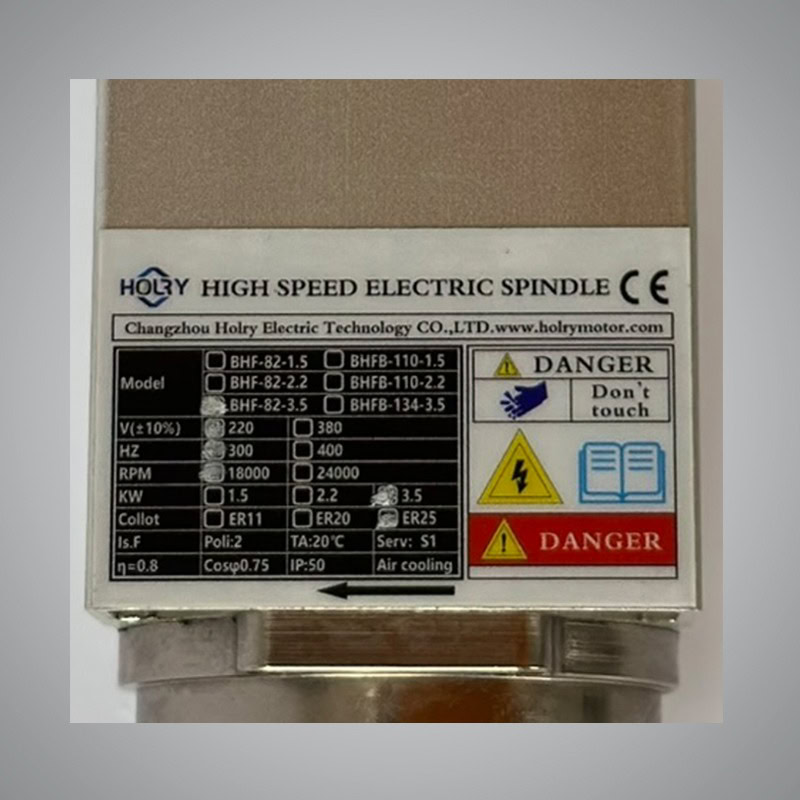 HOLRY HIGH SPEED ELECTRIC SPINDLE CE
Changzhou Holry Electric Technology CO.,LTD.www.holrymotor.com
Model
BHF-82-1.5 BHFB-110-1.5
BHF-82-2.2 BHFB-110-2.2
BHF-82-3.5 BHFB-134-3.5
V(±10%) 220 380
HZ 300 400
RPM 18000 24000
KW 1.5 2.2 3.5
Collot ER11 ER20 ER25
Is.F Poli:2 TA:20℃ Serv: S1
η=0.8 Cosφ0.75 IP:50 Air cooling
DANGER
Don't
touch
DANGER